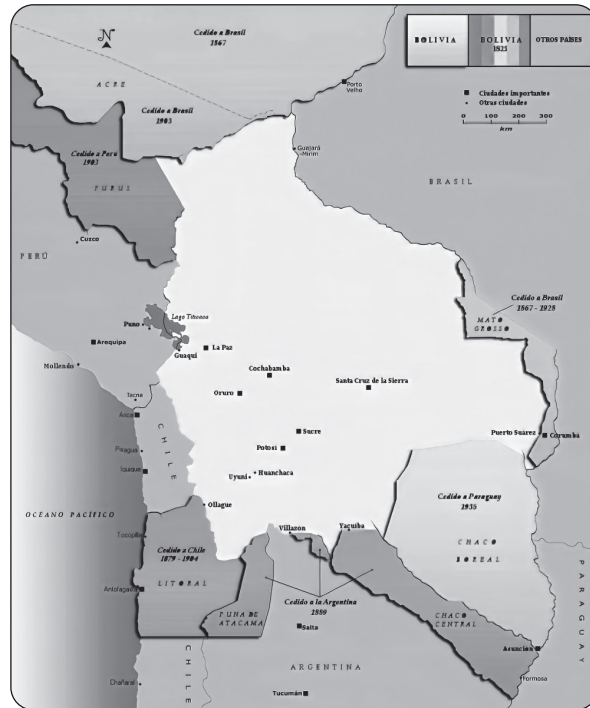 Cedido a Brasil
1867
BOLIVIA
BOLIVIA
1825
OTROS PAÍSES
N
ACRE
Porto
Velho
Ciudades importantes
Otras ciudades
0 100 200 300
km
Cedido a Brasil
1903
Cedido a Perú
1903
PURUS
Guajará
-Mirim
BRASIL
Cuzco
PERÚ
Cedido a Brasil
1867 - 1928
MATO
GROSSO
Lago Titicaca
Puno
Arequipa
Guaqui
La Paz
Mollendo
Cochabamba
Santa Cruz de la Sierra
Oruro
Tacna
Arica
CHILE
Sucre
Puerto Suárez
Corumbá
Pisagua
Potosí
Iquique
Huanchaca
Uyuni
Cedido a Paraguay
1935
Ollague
OCÉANO PACÍFICO
Villazón
Yacuiba
CHACO
BOREAL
Tocopilla
Cedido a Chile
1879 - 1904
LITORAL
PARAGUAY
Antofagasta
Cedido a la Argentina
1889
PUNA DE
ATACAMA
CHACO
CENTRAL
Salta
Asunción
CHILE
ARGENTINA
Formosa
Chañaral
Tucumán